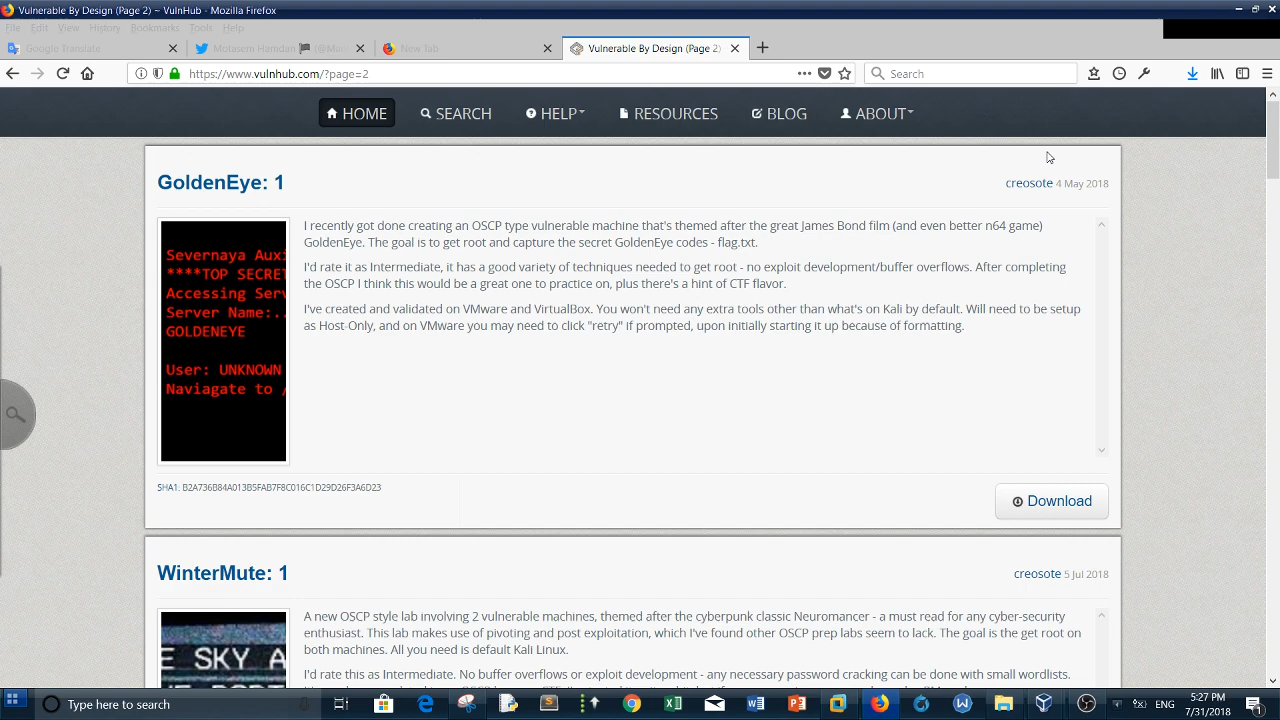 Vulnerable By Design (Page 2) ~ VulnHub - Mozilla Firefox
File Edit View History Bookmarks Tools Help
Google Translate
Motasem Hamdan
New Tab
Vulnerable By Design (Page 2)
https://www.vulnhub.com/?page=2
Search
HOME SEARCH HELP RESOURCES BLOG ABOUT
GoldenEye: 1
creosote 4 May 2018
Severnaya Auxi
****TOP SECRET
Accessing Serv
Server Name:..
GOLDENEYE
User: UNKNOWN
Naviagate to /
I recently got done creating an OSCP type vulnerable machine that's themed after the great James Bond film (and even better n64 game)
GoldenEye. The goal is to get root and capture the secret GoldenEye codes - flag.txt.
I'd rate it as Intermediate, it has a good variety of techniques needed to get root - no exploit development/buffer overflows. After completing
the OSCP I think this would be a great one to practice on, plus there's a hint of CTF flavor.
I've created and validated on VMware and VirtualBox. You won't need any extra tools other than what's on Kali by default. Will need to be setup
as Host-Only, and on VMware you may need to click "retry" if prompted, upon initially starting it up because of formatting.
SHA1: B2A736B84A013B5FAB7F8C016C1D29D26F3A6D23
Download
WinterMute: 1
creosote 5 Jul 2018
E SKY A
A new OSCP style lab involving 2 vulnerable machines, themed after the cyberpunk classic Neuromancer - a must read for any cyber-security
enthusiast. This lab makes use of pivoting and post exploitation, which I've found other OSCP prep labs seem to lack. The goal is the get root on
both machines. All you need is default Kali Linux.
I'd rate this as Intermediate. No buffer overflows or exploit development - any necessary password cracking can be done with small wordlists.
Type here to search
ENG
5:27 PM
7/31/2018